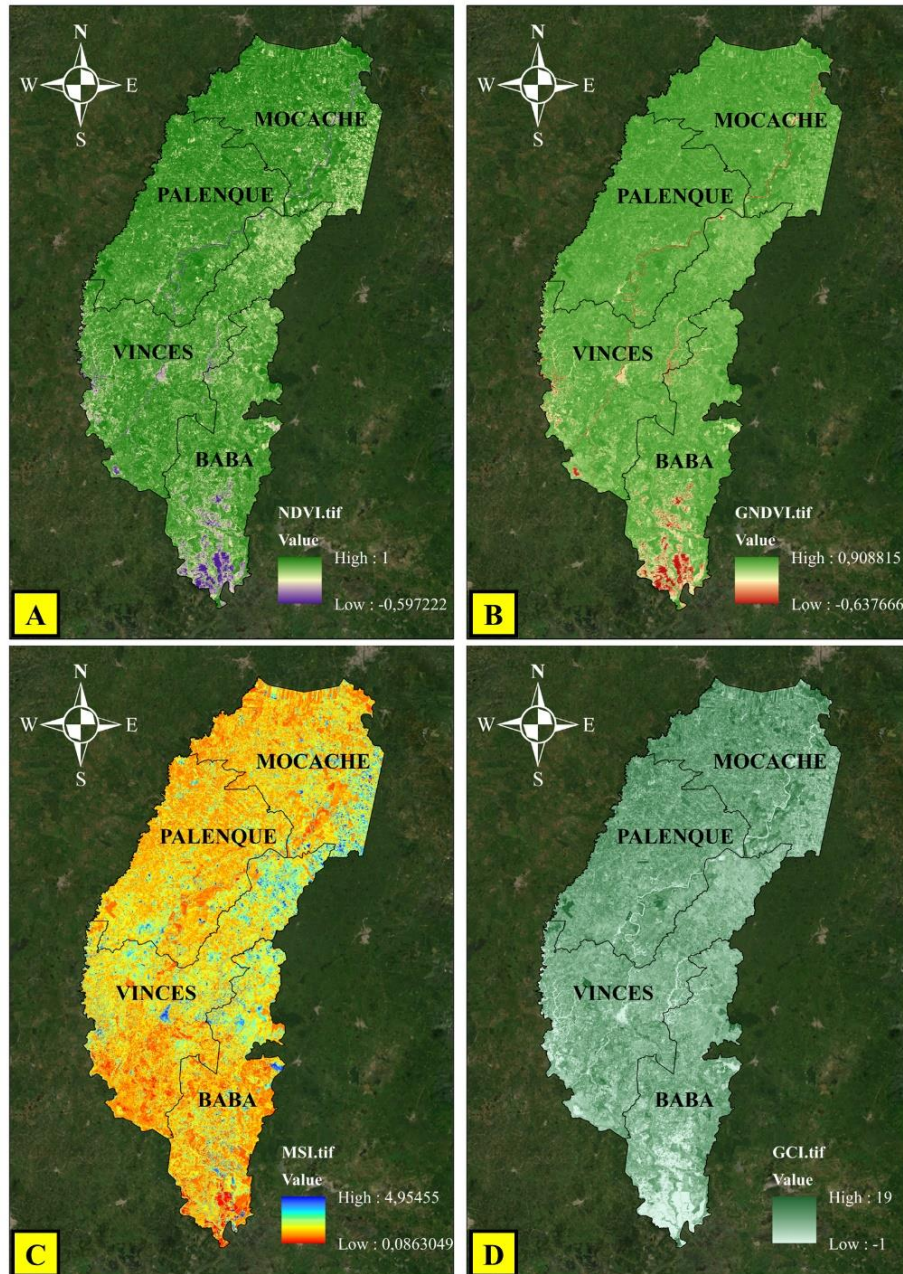 N
W E
S
MOCACHE
PALENQUE
VINCES
BABA
NDVI.tif
Value
High : 1
Low : -0,597222
A
N
W E
S
MOCACHE
PALENQUE
VINCES
BABA
GNDVI.tif
Value
High : 0,908815
Low : -0,637666
B
N
W E
S
MOCACHE
PALENQUE
VINCES
BABA
MSI.tif
Value
High : 4,95455
Low : 0,0863049
C
N
W E
S
MOCACHE
PALENQUE
VINCES
BABA
GCI.tif
Value
High : 19
Low : -1
D